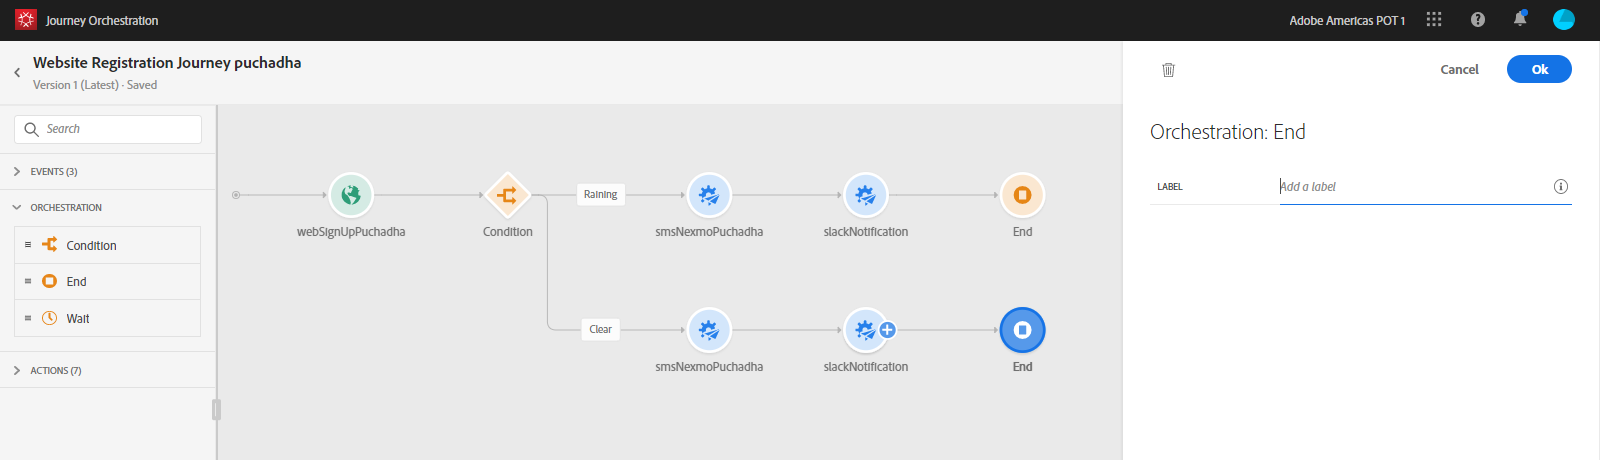 Journey Orchestration
Adobe Americas POT 1
Website Registration Journey puchadha
Version 1 (Latest) · Saved
Cancel
Ok
Search
EVENTS (3)
ORCHESTRATION
Condition
End
Wait
ACTIONS (7)
Raining
webSignUpPuchadha
Condition
smsNexmoPuchadha
slackNotification
End
Clear
smsNexmoPuchadha
slackNotification
End
Orchestration: End
LABEL
Add a label